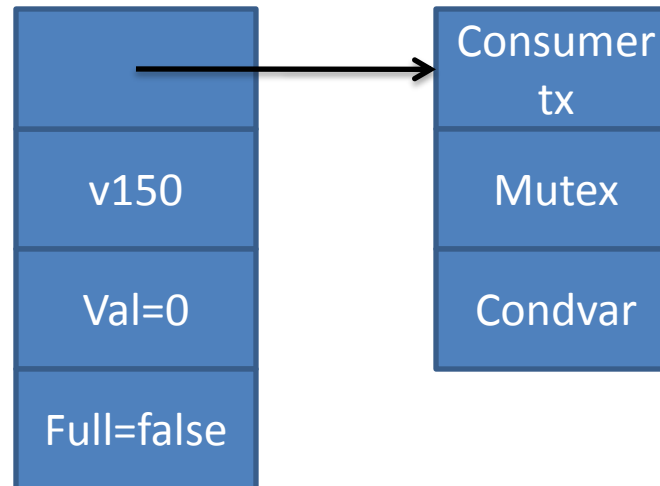 Consumer
tx
v150
Mutex
Val=0
Condvar
Full=false